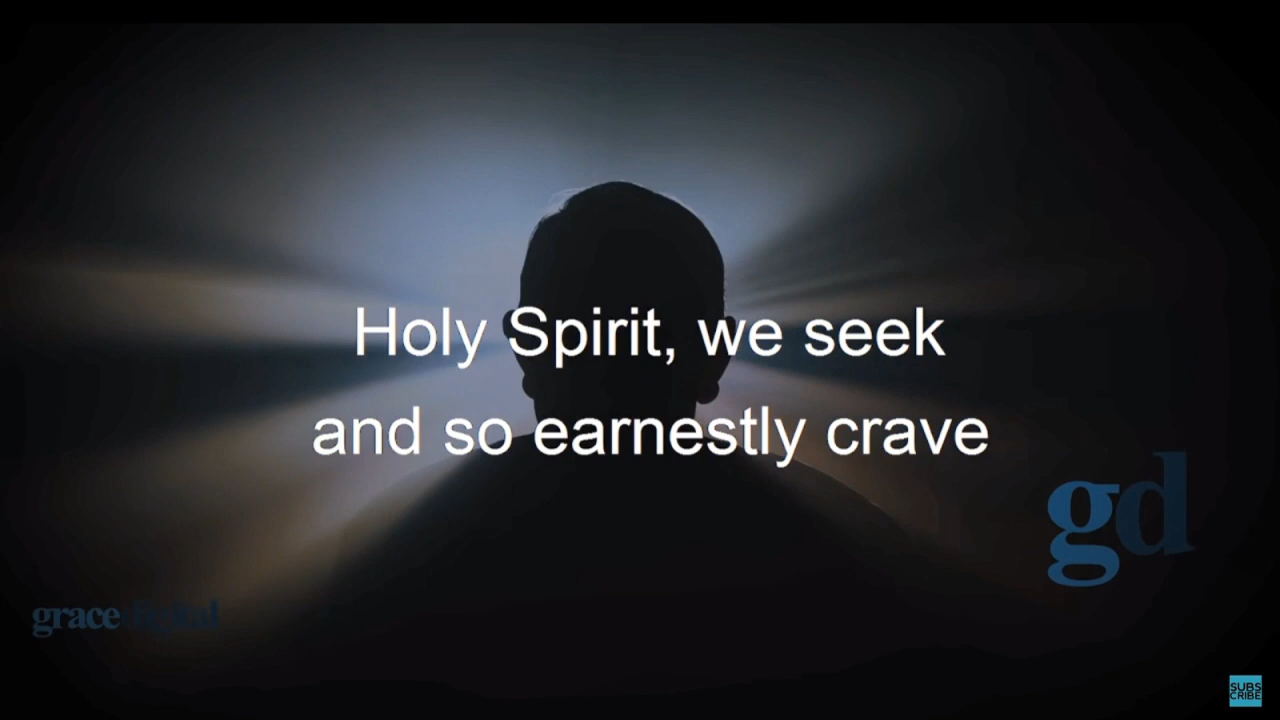 Holy Spirit, we seek
and so earnestly crave
gd
grace digital
SUBS
CRIBE